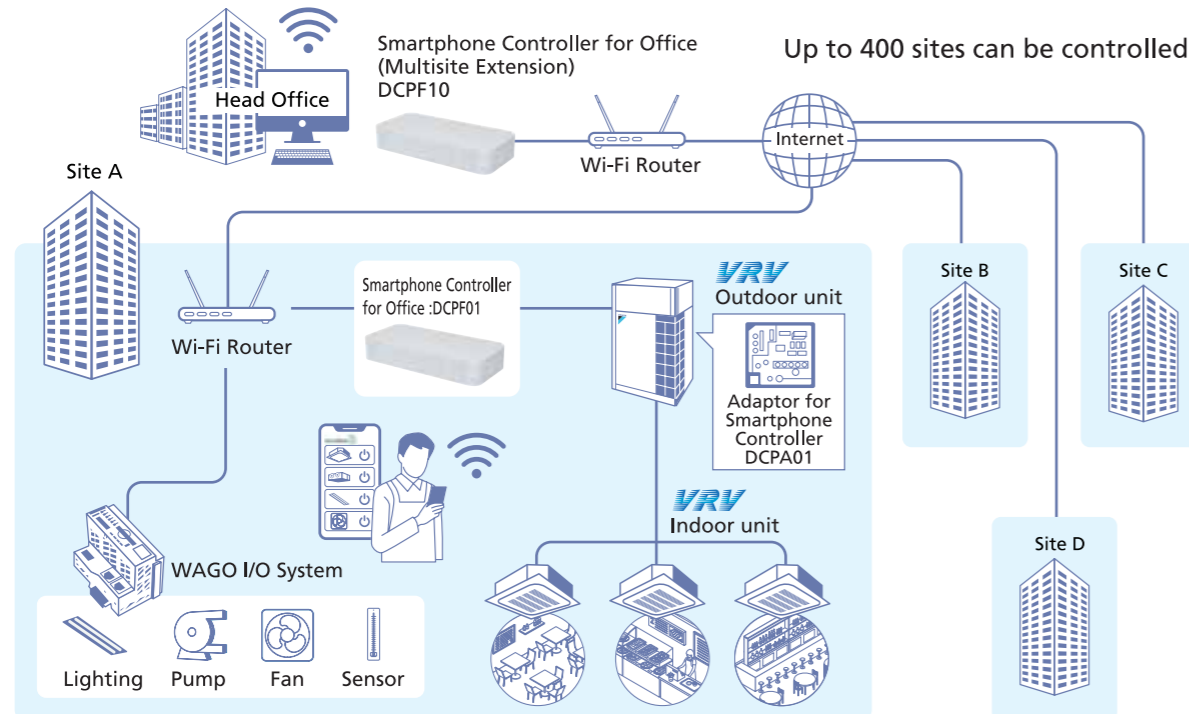 Smartphone Controller for Office
(Multisite Extension)
DCPF10
Up to 400 sites can be controlled
Head Office
Wi-Fi Router
Internet
Site A
Smartphone Controller
for Office :DCPF01
Wi-Fi Router
VRV
Outdoor unit
Adaptor for
Smartphone
Controller
DCPA01
Site B
Site C
VRV
Indoor unit
Site D
WAGO I/O System
Lighting
Pump
Fan
Sensor